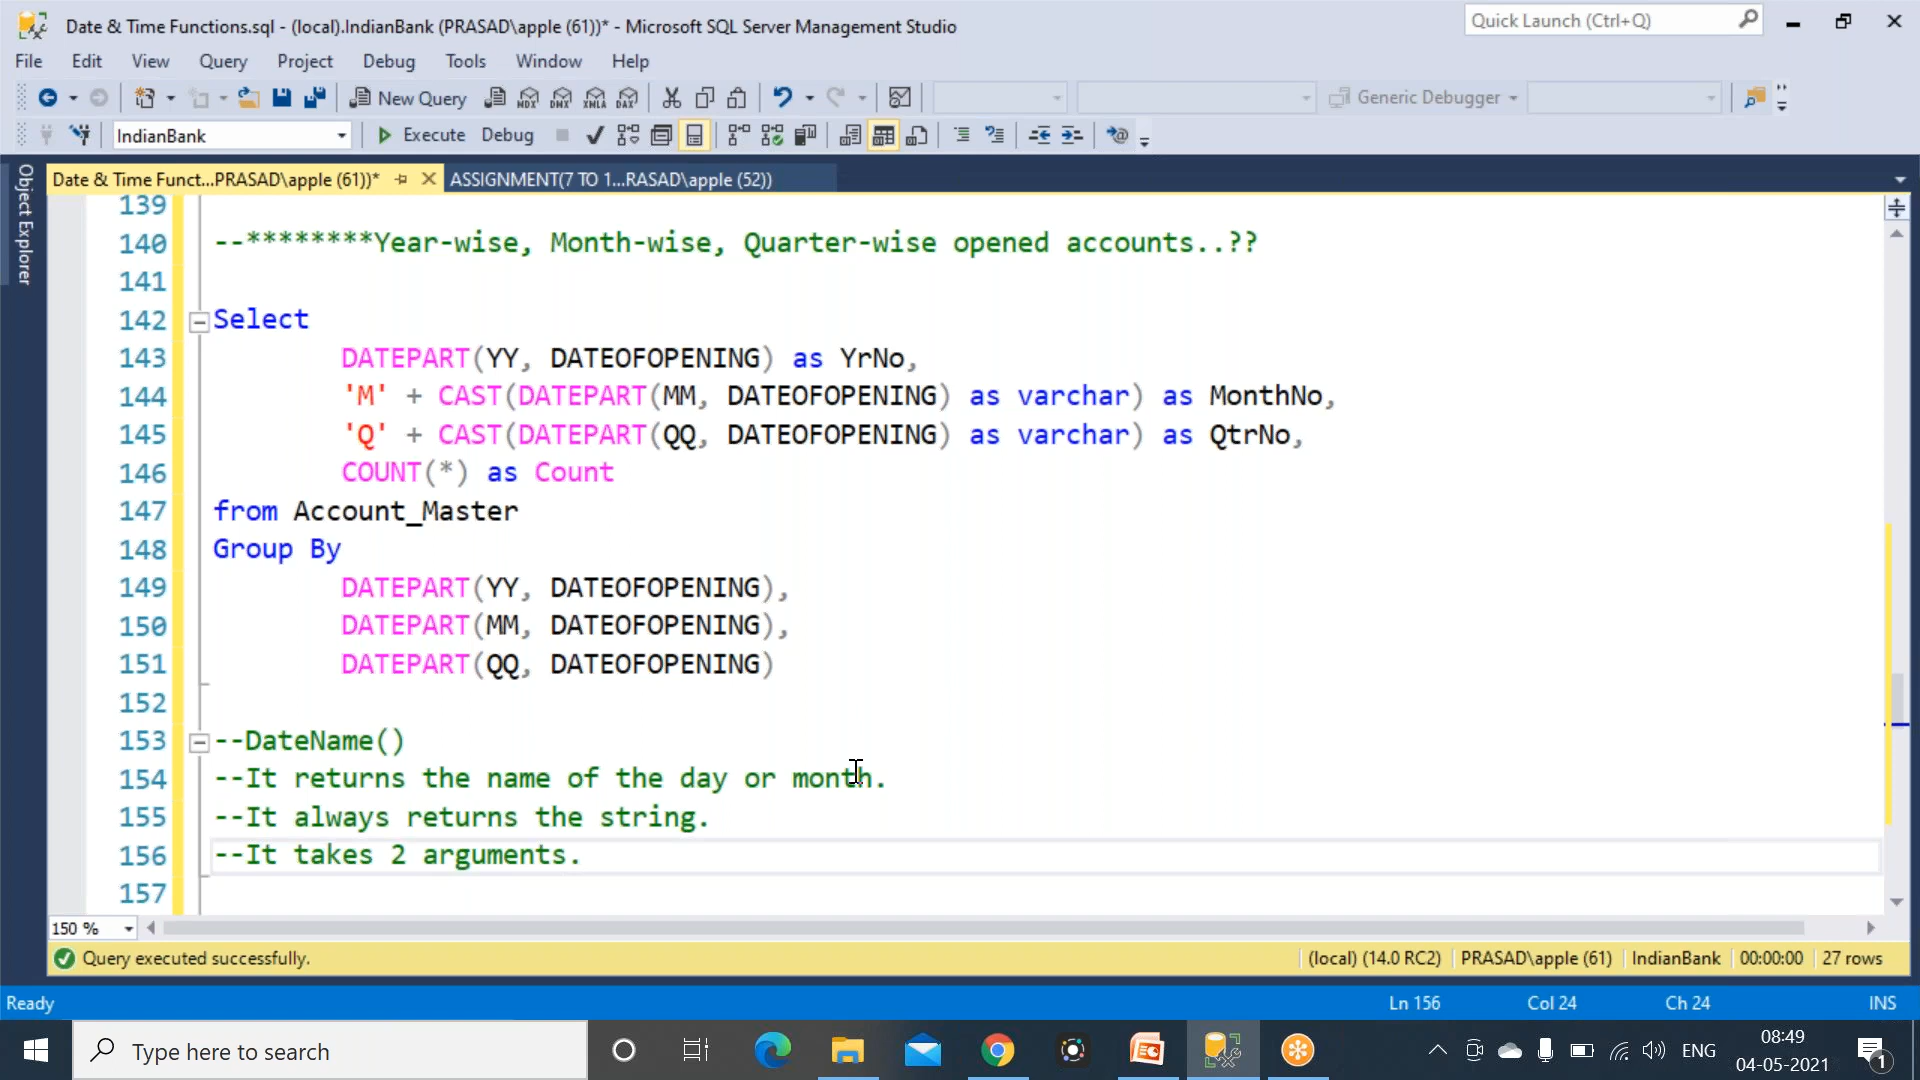 Date & Time Functions.sql - (local).IndianBank (PRASAD\apple (61))* - Microsoft SQL Server Management Studio
Quick Launch (Ctrl+Q)
File Edit View Query Project Debug Tools Window Help
New Query MDX DMX XMLA DAX Generic Debugger
IndianBank Execute Debug
Object Explorer
Date & Time Funct...PRASAD\apple (61))* ASSIGNMENT(7 TO 1...RASAD\apple (52))
139
140 --********Year-wise, Month-wise, Quarter-wise opened accounts..??
141
142 Select
143 DATEPART(YY, DATEOFOPENING) as YrNo,
144 'M' + CAST(DATEPART(MM, DATEOFOPENING) as varchar) as MonthNo,
145 'Q' + CAST(DATEPART(QQ, DATEOFOPENING) as varchar) as QtrNo,
146 COUNT(*) as Count
147 from Account_Master
148 Group By
149 DATEPART(YY, DATEOFOPENING),
150 DATEPART(MM, DATEOFOPENING),
151 DATEPART(QQ, DATEOFOPENING)
152
153 --DateName()
154 --It returns the name of the day or month.
155 --It always returns the string.
156 --It takes 2 arguments.
157
150 %
Query executed successfully. (local) (14.0 RC2) PRASAD\apple (61) IndianBank 00:00:00 27 rows
Ready Ln 156 Col 24 Ch 24 INS
Type here to search ENG 08:49
04-05-2021 1